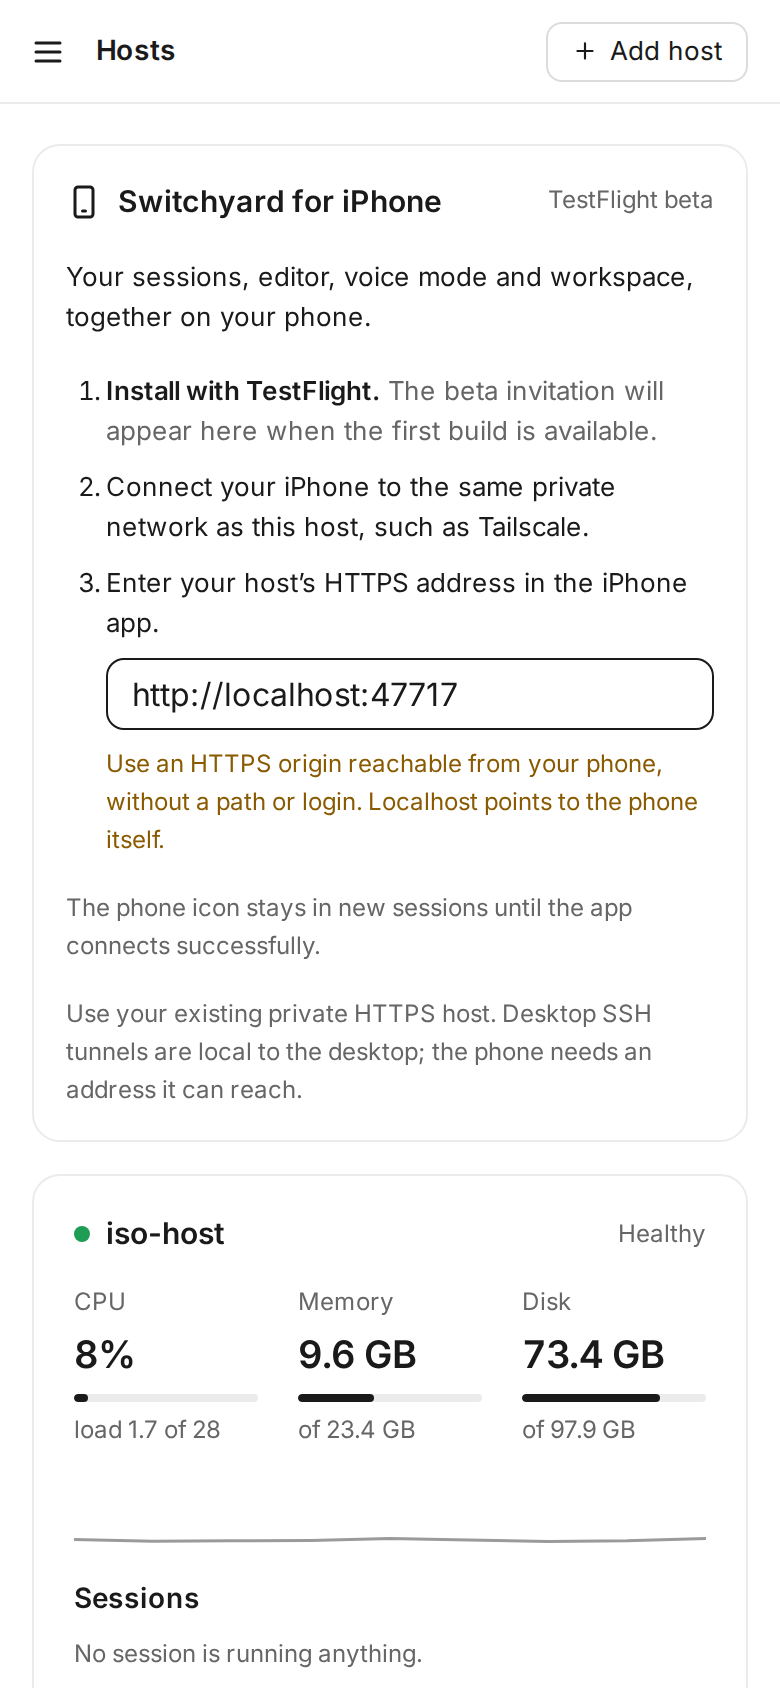 Hosts
+ Add host
Switchyard for iPhone
TestFlight beta
Your sessions, editor, voice mode and workspace,
together on your phone.
1. Install with TestFlight. The beta invitation will
appear here when the first build is available.
2. Connect your iPhone to the same private
network as this host, such as Tailscale.
3. Enter your host’s HTTPS address in the iPhone
app.
http://localhost:47717
Use an HTTPS origin reachable from your phone,
without a path or login. Localhost points to the phone
itself.
The phone icon stays in new sessions until the app
connects successfully.
Use your existing private HTTPS host. Desktop SSH
tunnels are local to the desktop; the phone needs an
address it can reach.
iso-host
Healthy
CPU
Memory
Disk
8%
9.6 GB
73.4 GB
load 1.7 of 28
of 23.4 GB
of 97.9 GB
Sessions
No session is running anything.